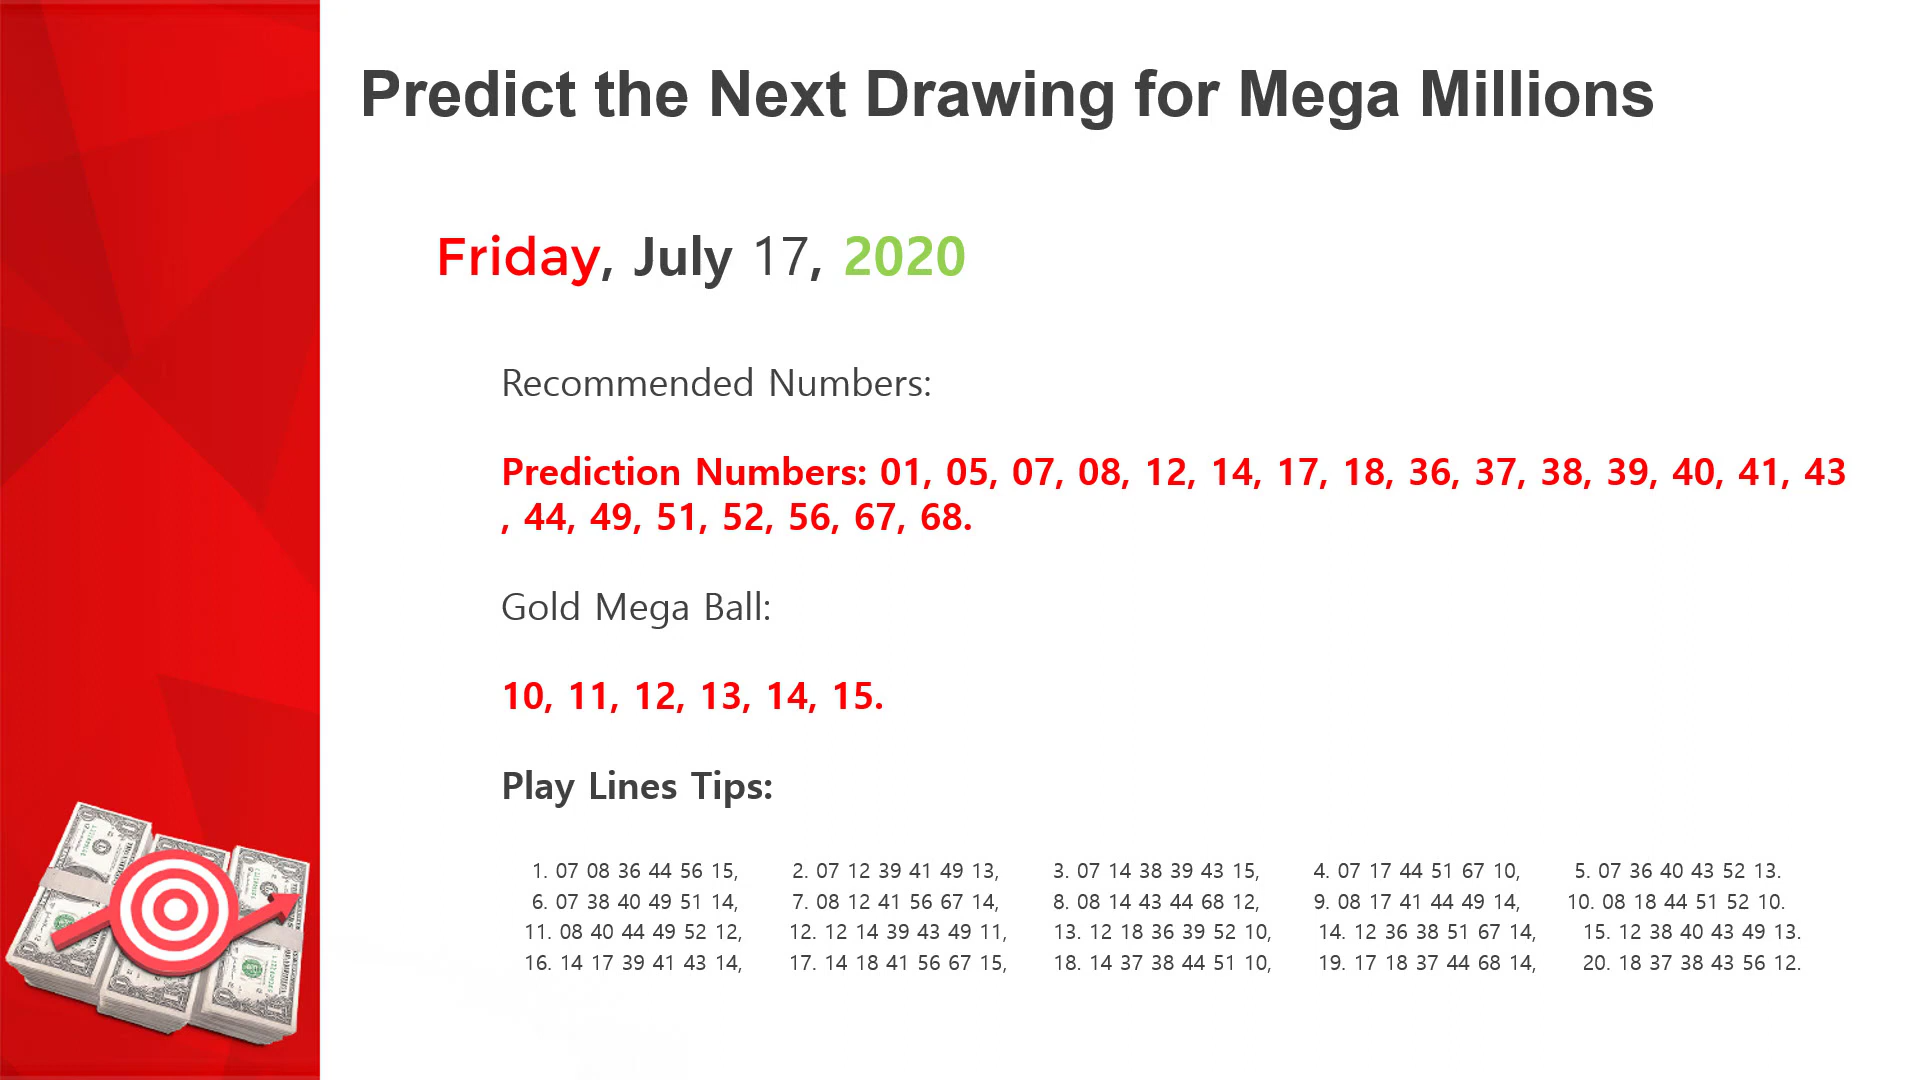 Predict the Next Drawing for Mega Millions
Friday, July 17, 2020
Recommended Numbers:
Prediction Numbers: 01, 05, 07, 08, 12, 14, 17, 18, 36, 37, 38, 39, 40, 41, 43
, 44, 49, 51, 52, 56, 67, 68.
Gold Mega Ball:
10, 11, 12, 13, 14, 15.
Play Lines Tips:
1. 07 08 36 44 56 15, 2. 07 12 39 41 49 13, 3. 07 14 38 39 43 15, 4. 07 17 44 51 67 10, 5. 07 36 40 43 52 13.
6. 07 38 40 49 51 14, 7. 08 12 41 56 67 14, 8. 08 14 43 44 68 12, 9. 08 17 41 44 49 14, 10. 08 18 44 51 52 10.
11. 08 40 44 49 52 12, 12. 12 14 39 43 49 11, 13. 12 18 36 39 52 10, 14. 12 36 38 51 67 14, 15. 12 38 40 43 49 13.
16. 14 17 39 41 43 14, 17. 14 18 41 56 67 15, 18. 14 37 38 44 51 10, 19. 17 18 37 44 68 14, 20. 18 37 38 43 56 12.